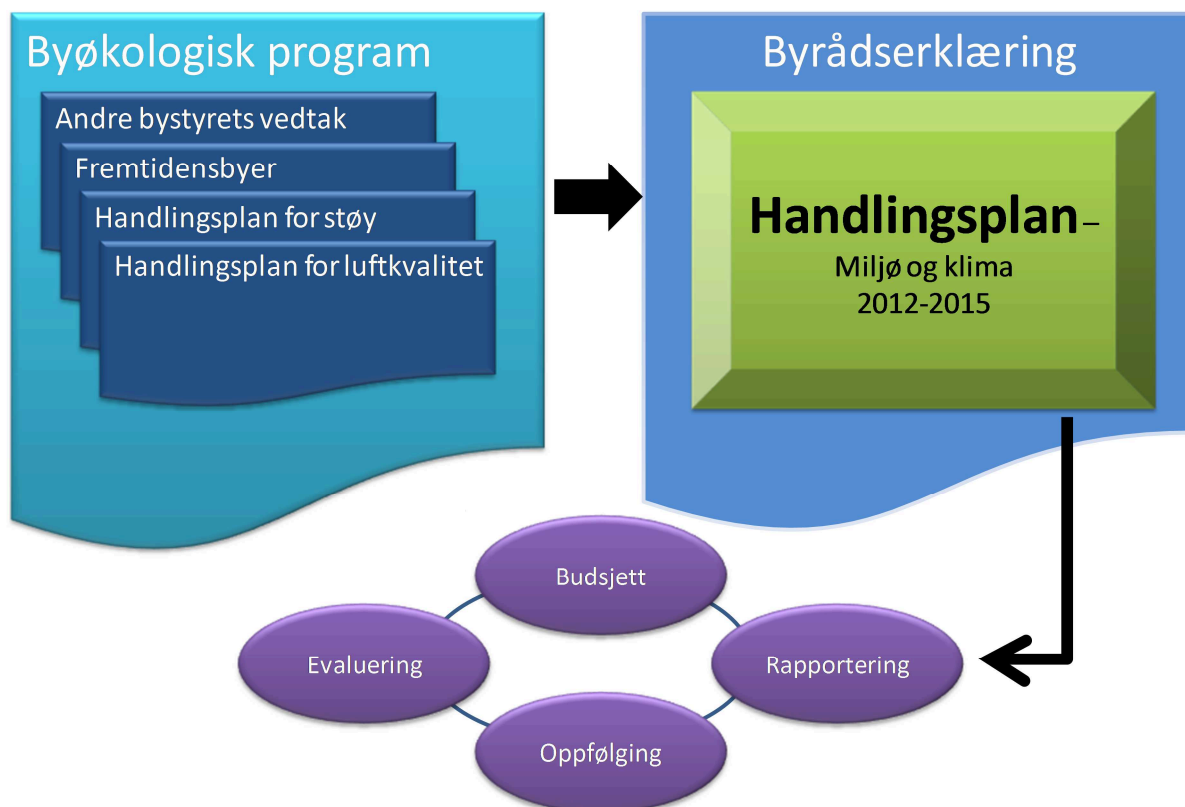 Byøkologisk program
Andre bystyrets vedtak
Fremtidensbyer
Handlingsplan for støy
Handlingsplan for luftkvalitet
Byrådserklæring
Handlingsplan–
Miljø og klima
2012-2015
Budsjett
Evaluering
Rapportering
Oppfølging